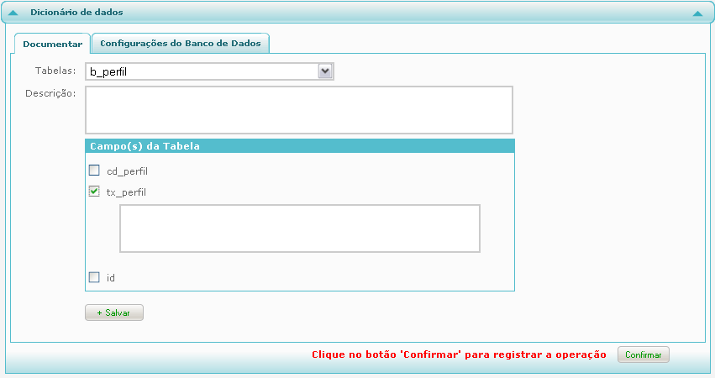 Dicionário de dados
Documentar
Configurações do Banco de Dados
Tabelas: b_perfil
Descrição:
Campo(s) da Tabela
cd_perfil
tx_perfil
id
+ Salvar
Clique no botão 'Confirmar' para registrar a operação Confirmar